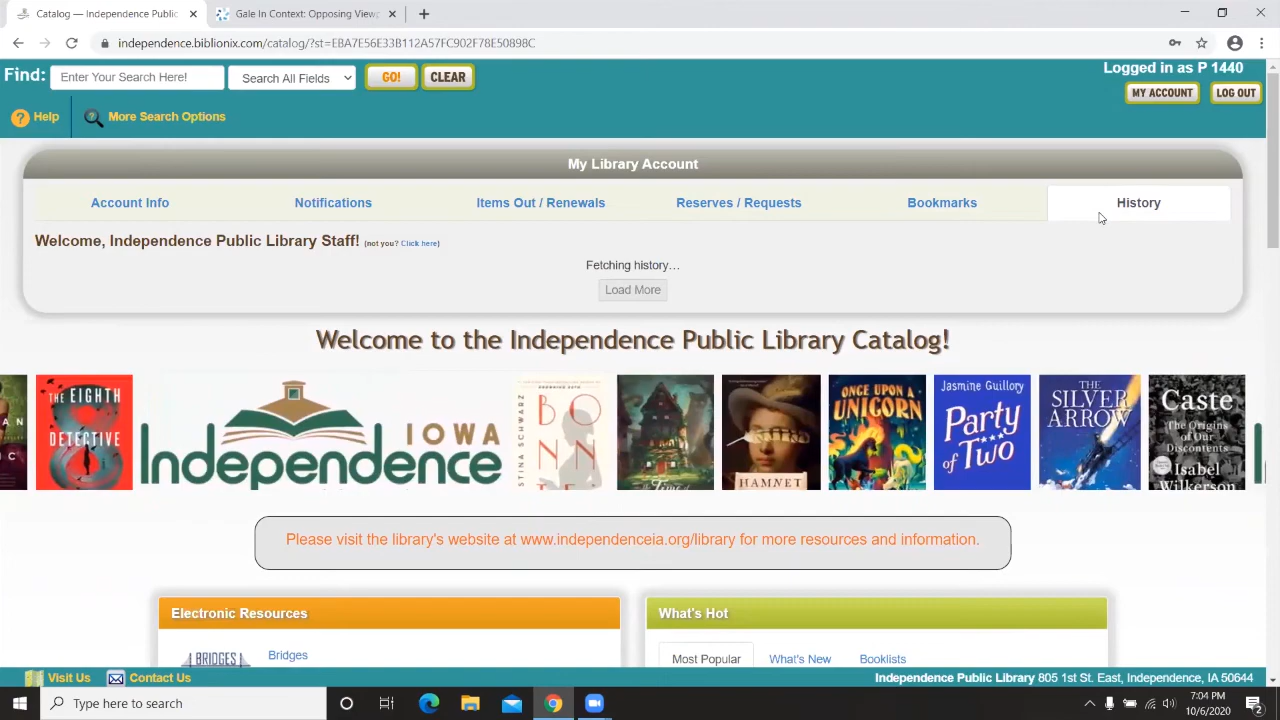 Catalog — Independence Public
Gale In Context: Opposing View
independence.biblionix.com/catalog/?st=EBA7E56E33B112A57FC902F78E50898C
Find:
Enter Your Search Here!
Search All Fields
GO!
CLEAR
Logged in as P 1440
MY ACCOUNT
LOG OUT
Help
More Search Options
My Library Account
Account Info
Notifications
Items Out / Renewals
Reserves / Requests
Bookmarks
History
Welcome, Independence Public Library Staff! (not you? Click here)
Fetching history…
Load More
Welcome to the Independence Public Library Catalog!
THE EIGHTH
DETECTIVE
IOWA
Independence
BO
NN
HAMNET
ONCE UPON A
UNICORN
Jasmine Guillory
Party
of Two
THE
SILVER
ARROW
Caste
The Origins
of Our
Discontents
Isabel
Wilkerson
Please visit the library's website at www.independenceia.org/library for more resources and information.
Electronic Resources
What's Hot
BRIDGES
Bridges
Most Popular
What's New
Booklists
Visit Us
Contact Us
Independence Public Library 805 1st St. East, Independence, IA 50644
Type here to search
7:04 PM
10/6/2020